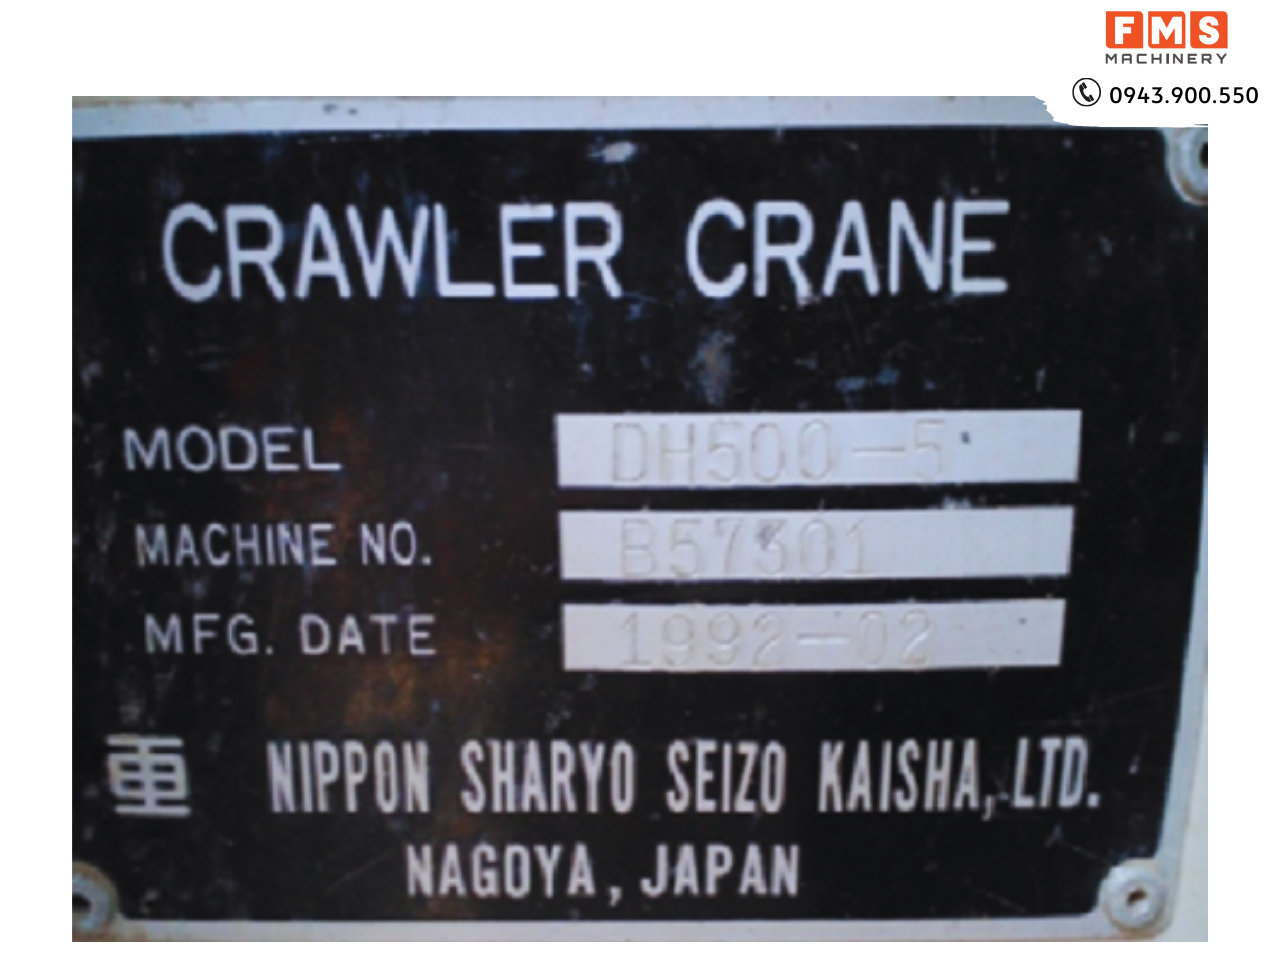 FMS
MACHINERY
0943.900.550
CRAWLER CRANE
MODEL DH500-5
MACHINE NO. B57301
MFG. DATE 1992-02
NIPPON SHARYO SEIZO KAISHA, LTD.
NAGOYA, JAPAN